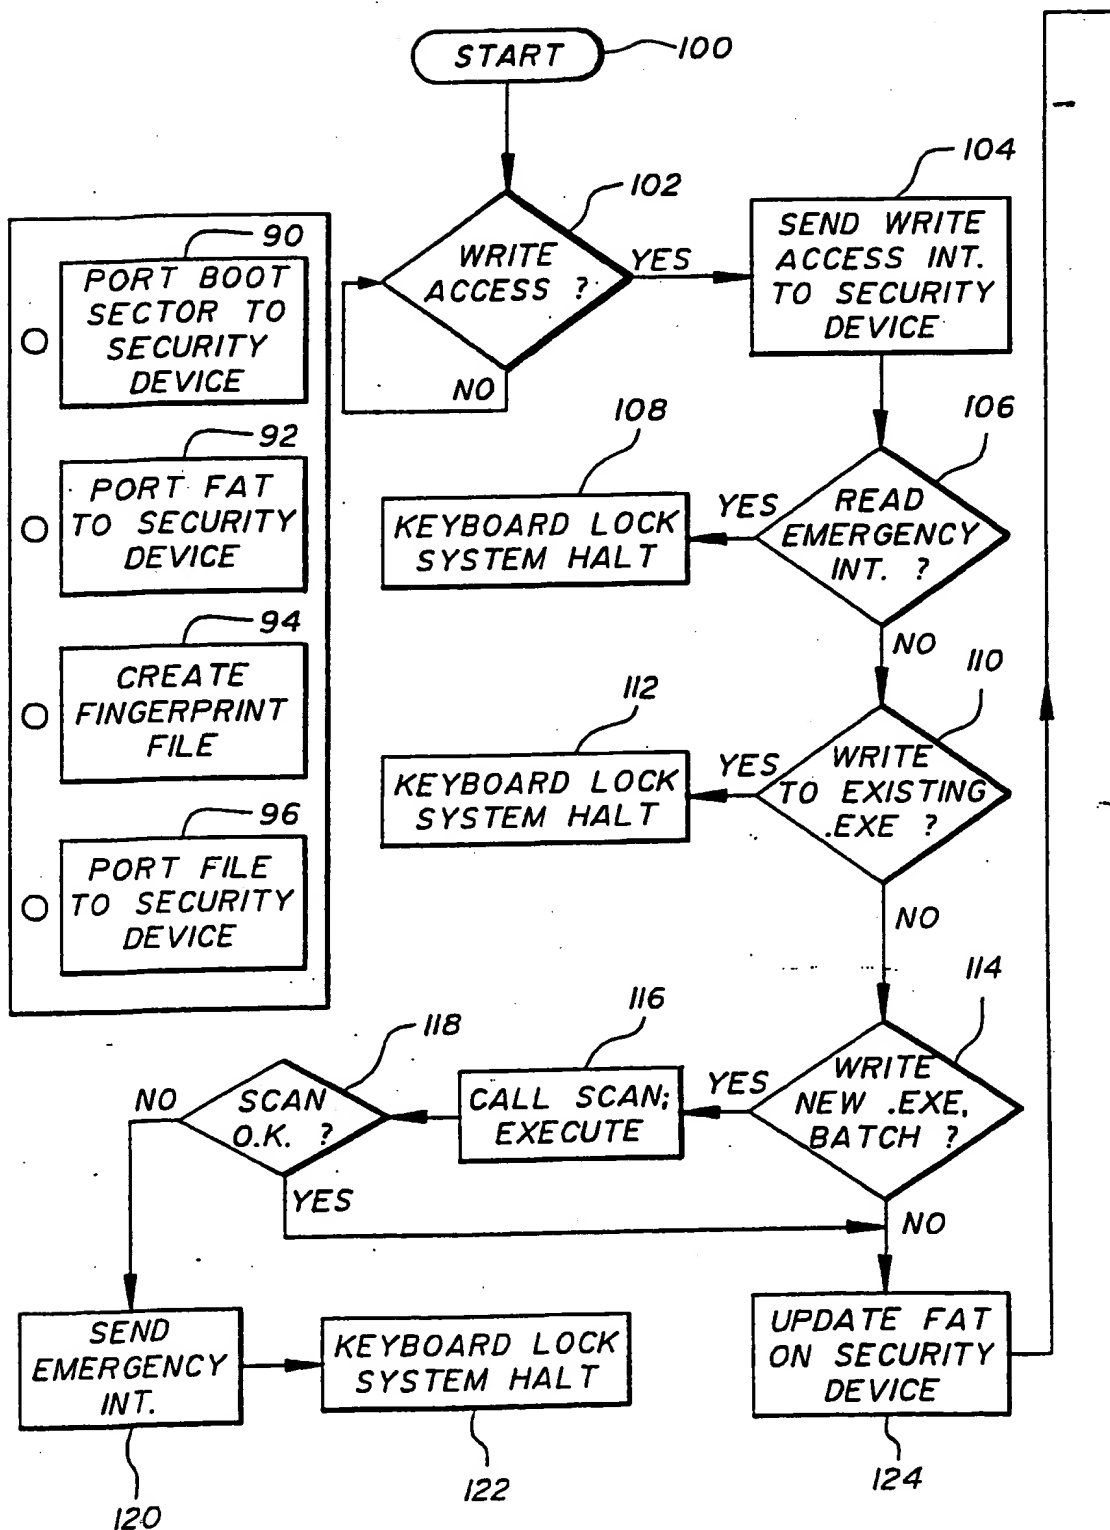 START
100
102
WRITE
ACCESS ?
YES
NO
104
SEND WRITE
ACCESS INT.
TO SECURITY
DEVICE
90
PORT BOOT
SECTOR TO
SECURITY
DEVICE
92
PORT FAT
TO SECURITY
DEVICE
94
CREATE
FINGERPRINT
FILE
96
PORT FILE
TO SECURITY
DEVICE
106
READ
EMERGENCY
INT. ?
YES
NO
108
KEYBOARD LOCK
SYSTEM HALT
110
WRITE
TO EXISTING
.EXE ?
YES
NO
112
KEYBOARD LOCK
SYSTEM HALT
114
WRITE
NEW .EXE,
BATCH ?
YES
NO
116
CALL SCAN;
EXECUTE
118
SCAN
O.K. ?
NO
YES
SEND
EMERGENCY
INT.
120
KEYBOARD LOCK
SYSTEM HALT
122
UPDATE FAT
ON SECURITY
DEVICE
124